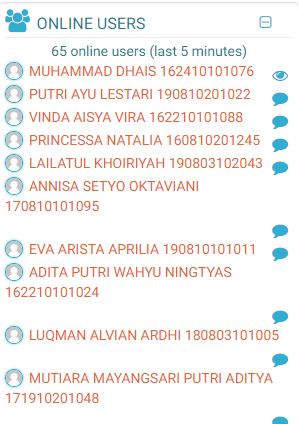 ONLINE USERS
65 online users (last 5 minutes)
MUHAMMAD DHAIS 162410101076
PUTRI AYU LESTARI 190810201022
VINDA AISYA VIRA 162210101088
PRINCESSA NATALIA 160810201245
LAILATUL KHOIRIYAH 190803102043
ANNISA SETYO OKTAVIANI
170810101095
EVA ARISTA APRILIA 190810101011
ADITA PUTRI WAHYU NINGTYAS
162210101024
LUQMAN ALVIAN ARDHI 180803101005
MUTIARA MAYANGSARI PUTRI ADITYA
171910201048